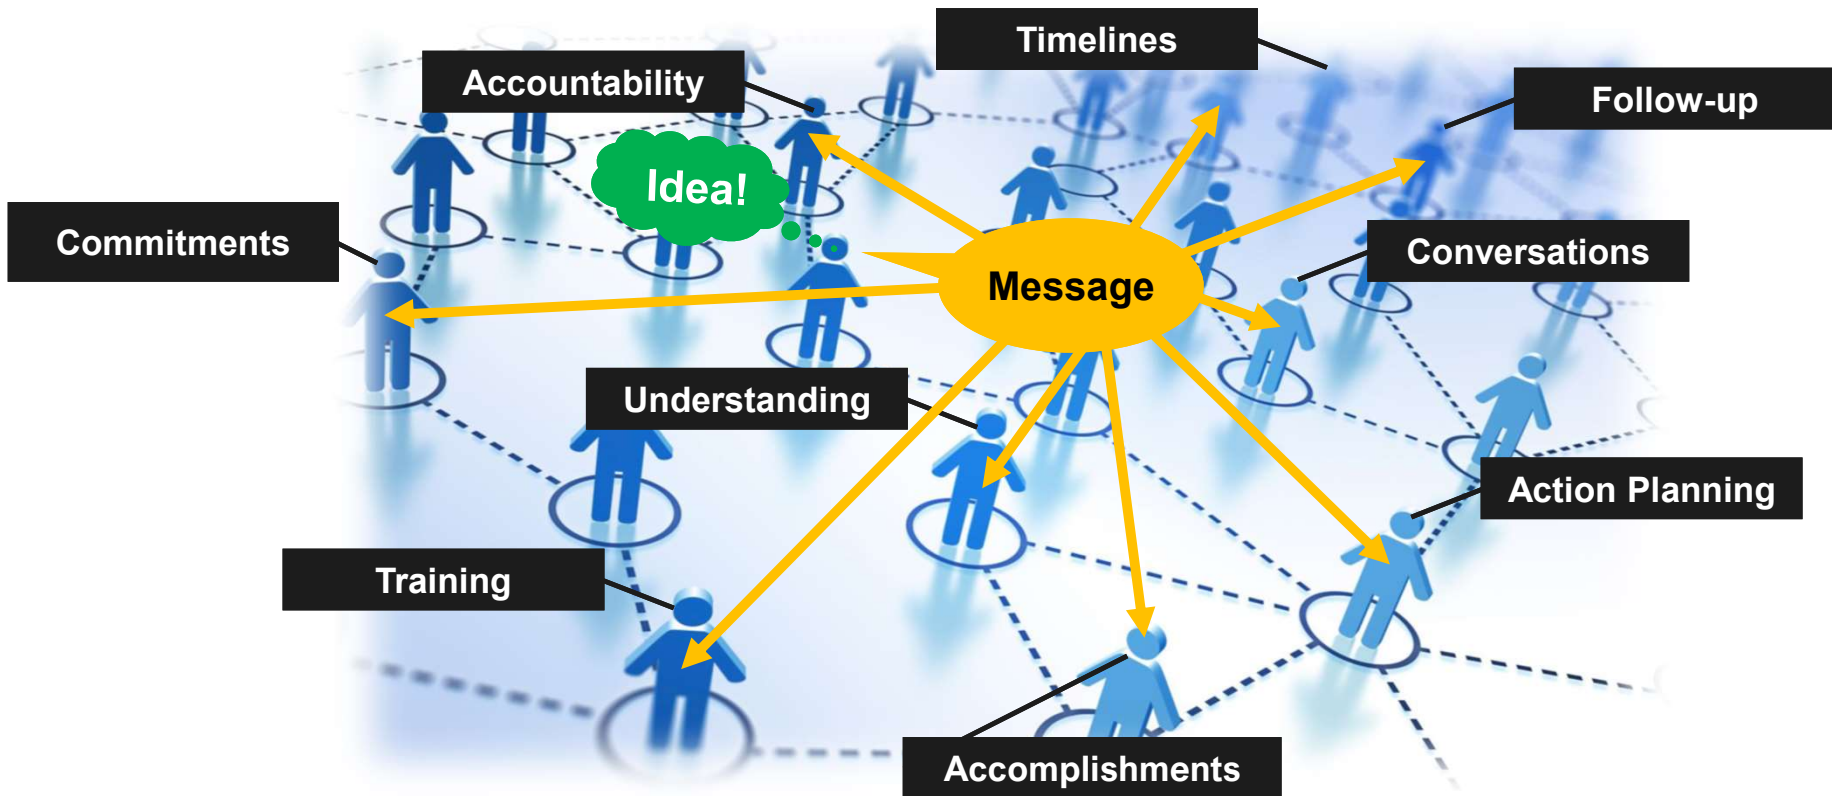 Timelines
Accountability
Follow-up
Idea!
Commitments
Conversations
Message
Understanding
Action Planning
Training
Accomplishments